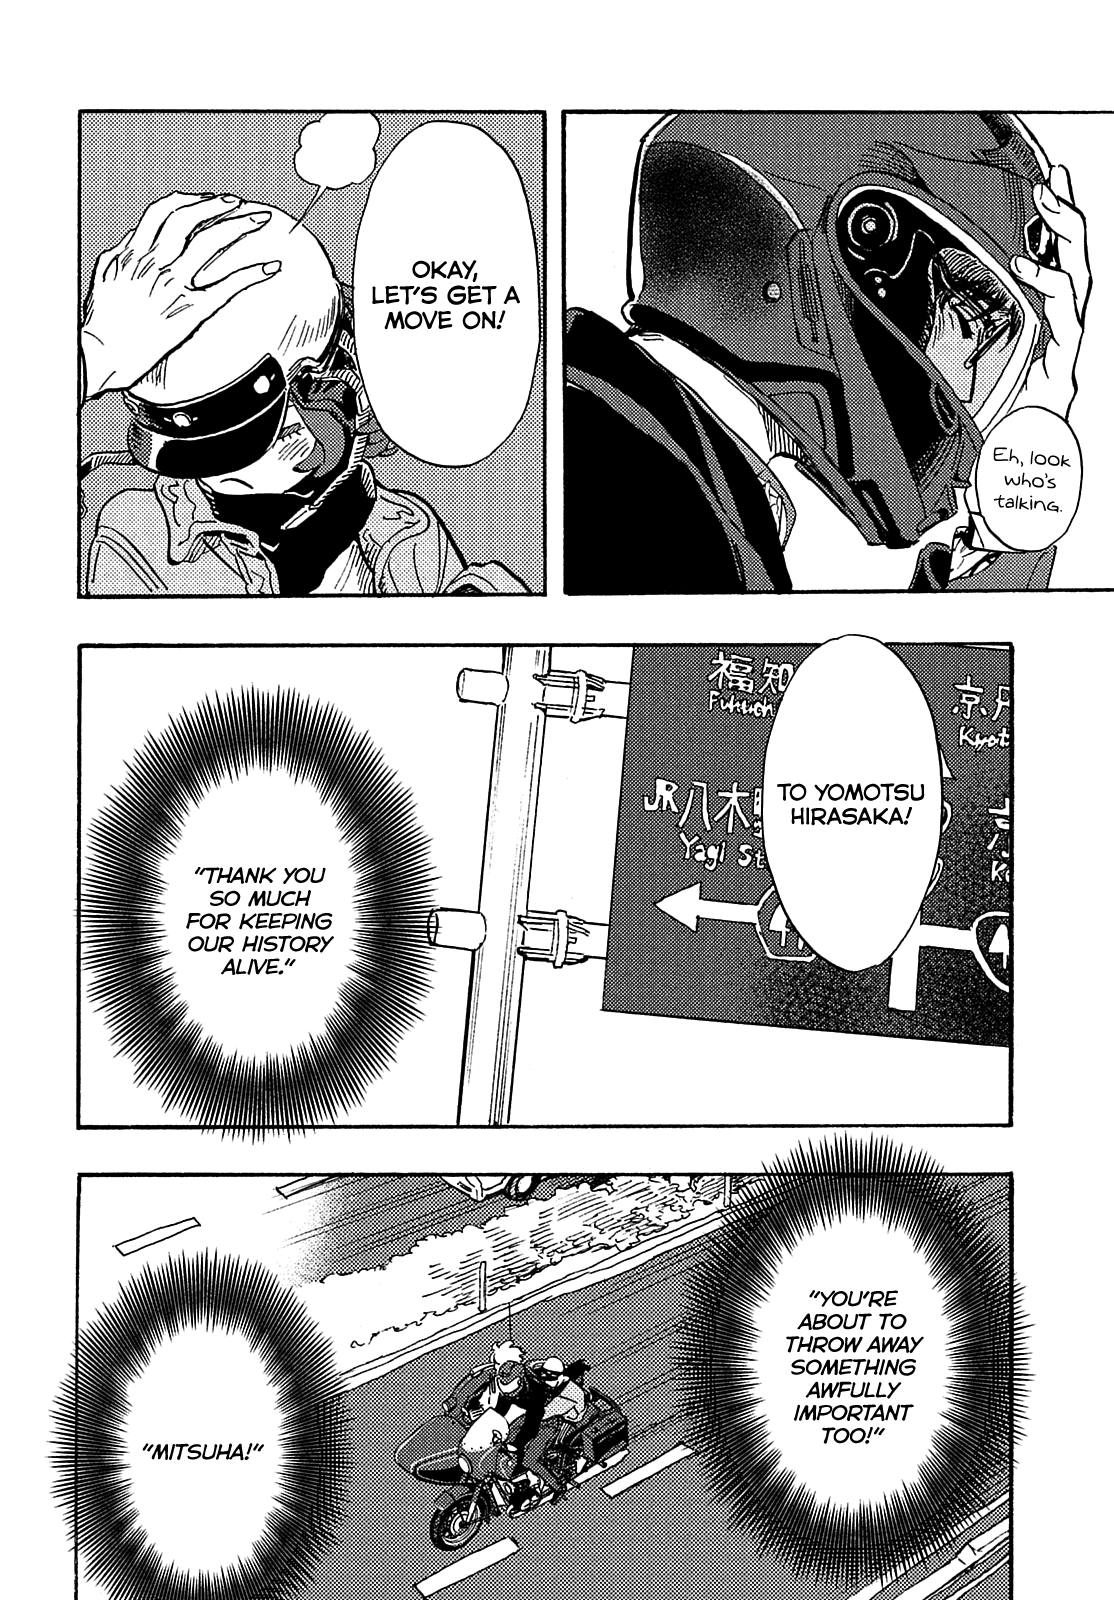 Eh, look
who's
talking.
OKAY,
LET'S GET A
MOVE ON!
TO YOMOTSU
HIRASAKA!
福知
Fukuch
京丹
Kyot
JR八木
Yagi St
"THANK YOU
SO MUCH
FOR KEEPING
OUR HISTORY
ALIVE."
"YOU'RE
ABOUT TO
THROW AWAY
SOMETHING
AWFULLY
IMPORTANT
TOO!"
"MITSUHA!"